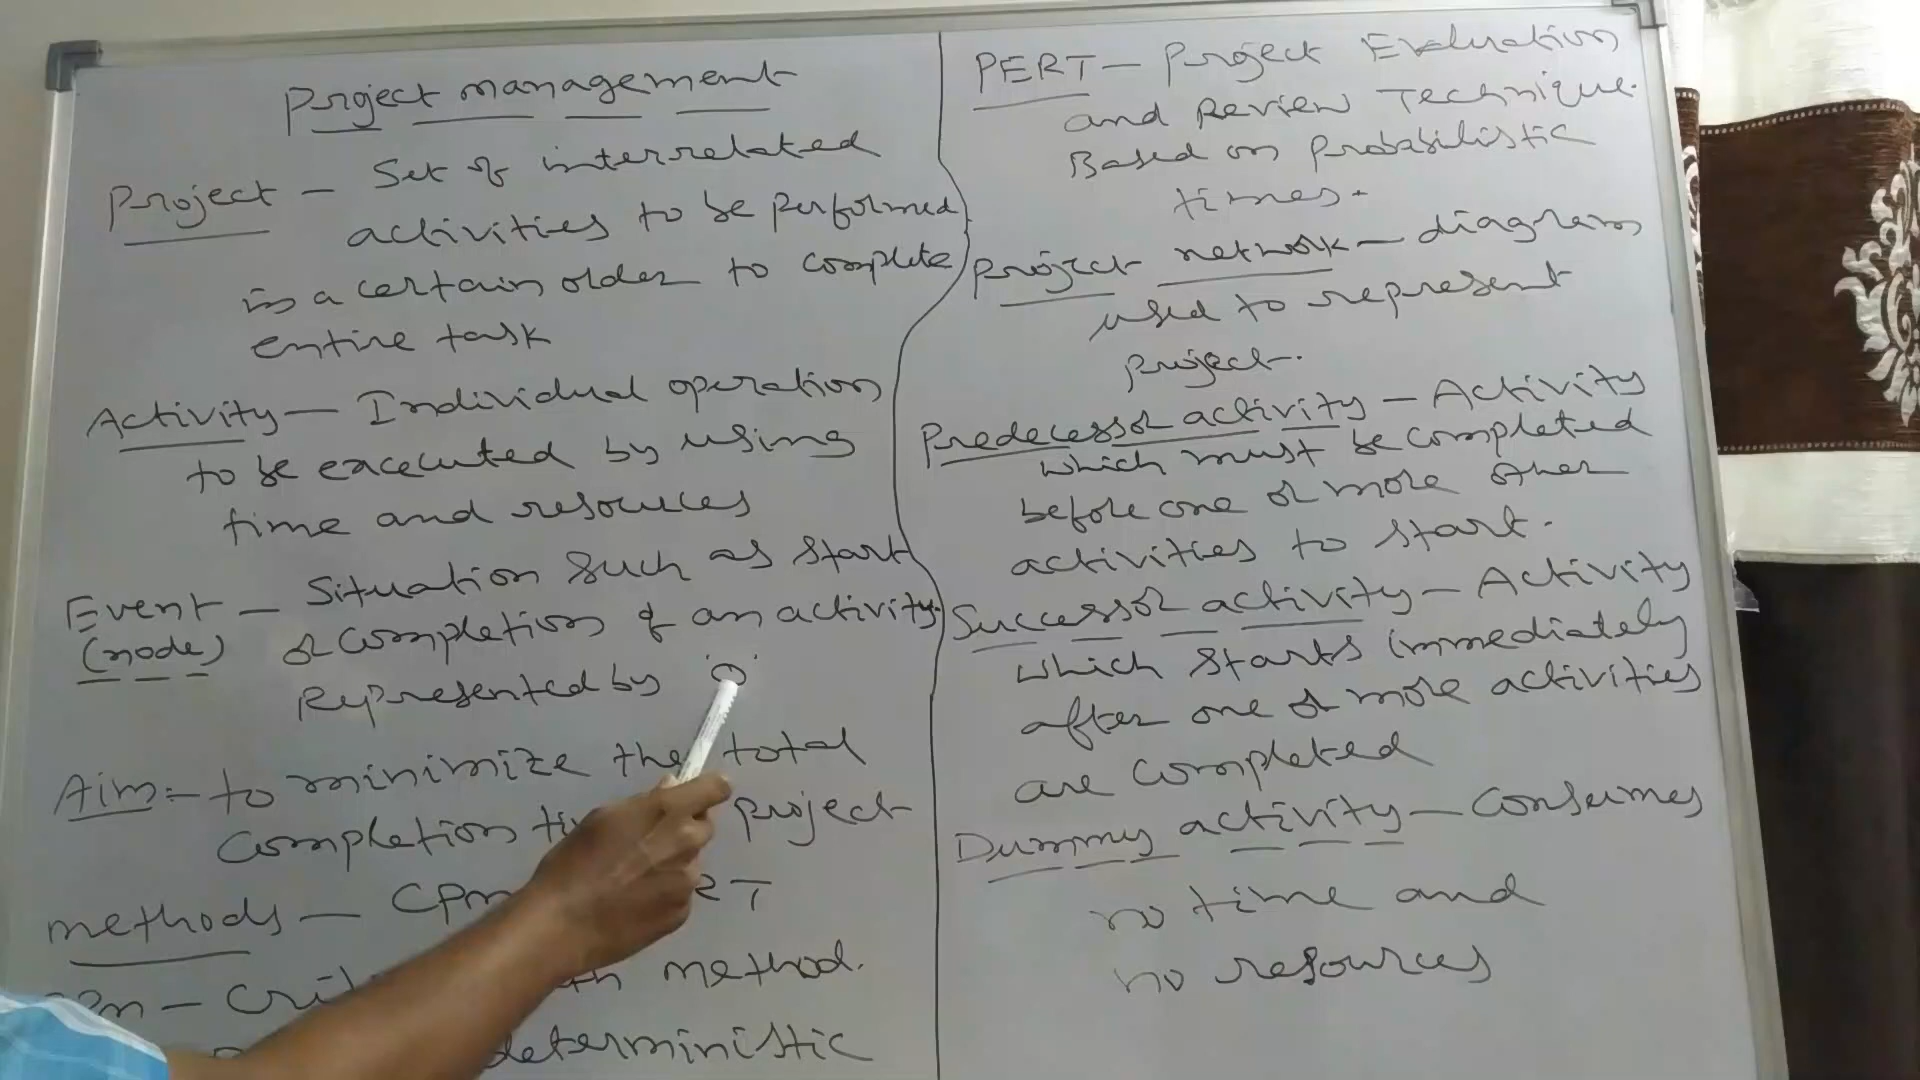 Project management
Project - Set of interrelated
activities to be performed
in a certain order to complete
entire task
Activity - Individual operation
to be excecuted by using
time and resources
Event - Situation such as start
(node) or completion of an activity.
Represented by 'O'
Aim:- to minimize the total
completion project
methods -
method.
deterministic
PERT - Project Evaluation
and Review Technique.
Based on Probabilistic
times.
Project network - diagram
used to represent
project.
Predecessor activity - Activity
which must be completed
before one or more other
activities to start.
Successor activity - Activity
which starts immediately
after one or more activities
are completed
Dummy activity - Consumes
no time and
no resources